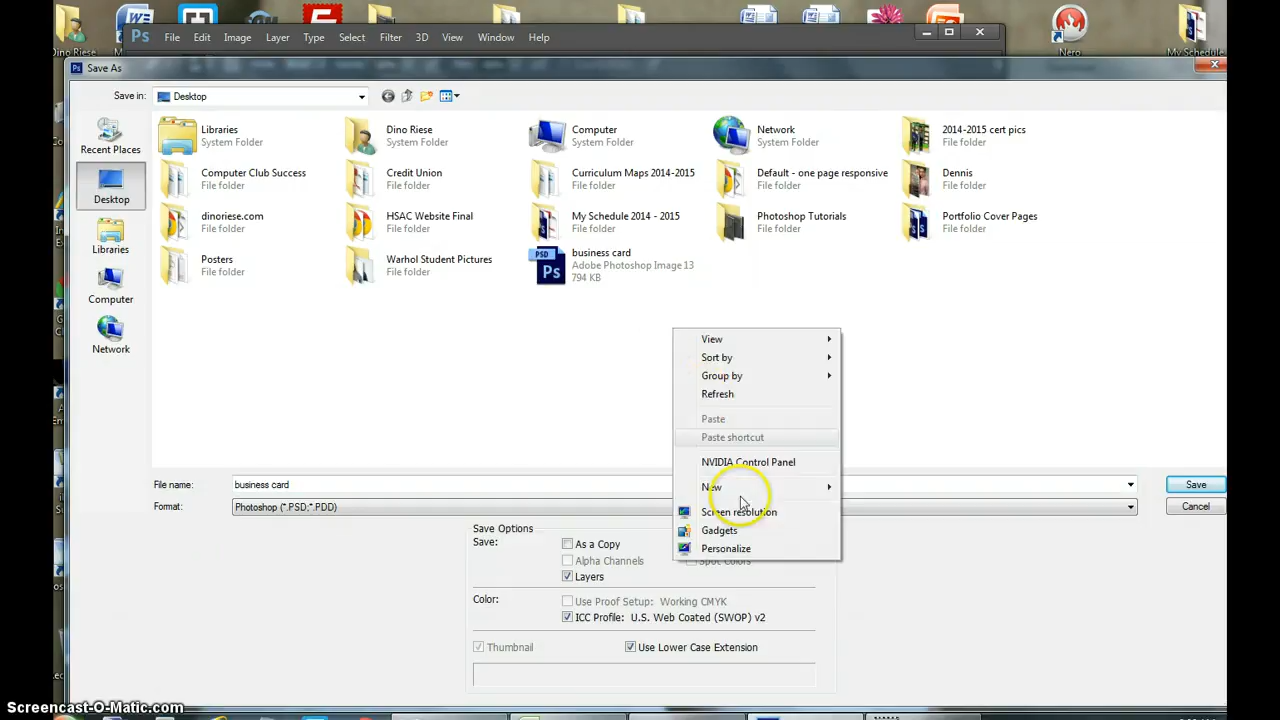 Nero
My Schedule
Dino Riese
Ps File Edit Image Layer Type Select Filter 3D View Window Help
Ps Save As
Save in: Desktop
Recent Places
Desktop
Libraries
Computer
Network
Libraries
System Folder
Dino Riese
System Folder
Computer
System Folder
Network
System Folder
2014-2015 cert pics
File folder
Computer Club Success
File folder
Credit Union
File folder
Curriculum Maps 2014-2015
File folder
Default - one page responsive
File folder
Dennis
File folder
dinoriese.com
File folder
HSAC Website Final
File folder
My Schedule 2014 - 2015
File folder
Photoshop Tutorials
File folder
Portfolio Cover Pages
File folder
Posters
File folder
Warhol Student Pictures
File folder
PSD
Ps
business card
Adobe Photoshop Image 13
794 KB
View
Sort by
Group by
Refresh
Paste
Paste shortcut
NVIDIA Control Panel
New
Screen resolution
Gadgets
Personalize
File name: business card Save
Format: Photoshop (*.PSD;*.PDD) Cancel
Save Options
Save: As a Copy
Alpha Channels Spot Colors
Layers
Color: Use Proof Setup: Working CMYK
ICC Profile: U.S. Web Coated (SWOP) v2
Thumbnail Use Lower Case Extension
Screencast-O-Matic.com